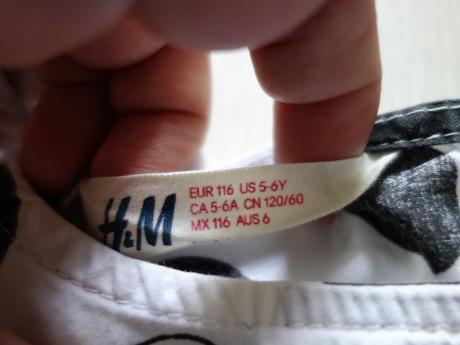 H&M
EUR 116 US 5-6Y
CA 5-6A CN 120/60
MX 116 AUS 6